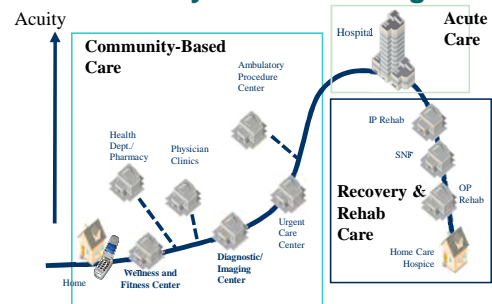 Acuity
Community-Based
Care
Ambulatory
Procedure
Center
Hospital
Acute
Care
Health
Dept./
Pharmacy
Physician
Clinics
IP Rehab
SNF
OP
Rehab
Recovery &
Rehab
Care
Urgent
Care
Center
Home Care
Hospice
Home
Wellness and
Fitness Center
Diagnostic/
Imaging
Center